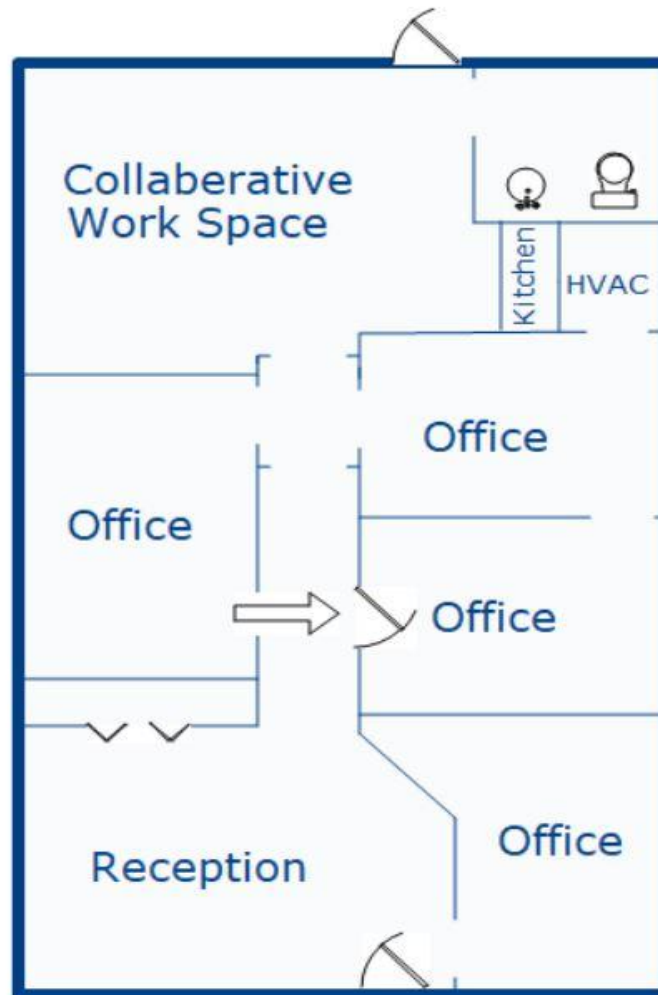 Collaberative
Work Space
Kitchen
HVAC
Office
Office
Office
Reception
Office